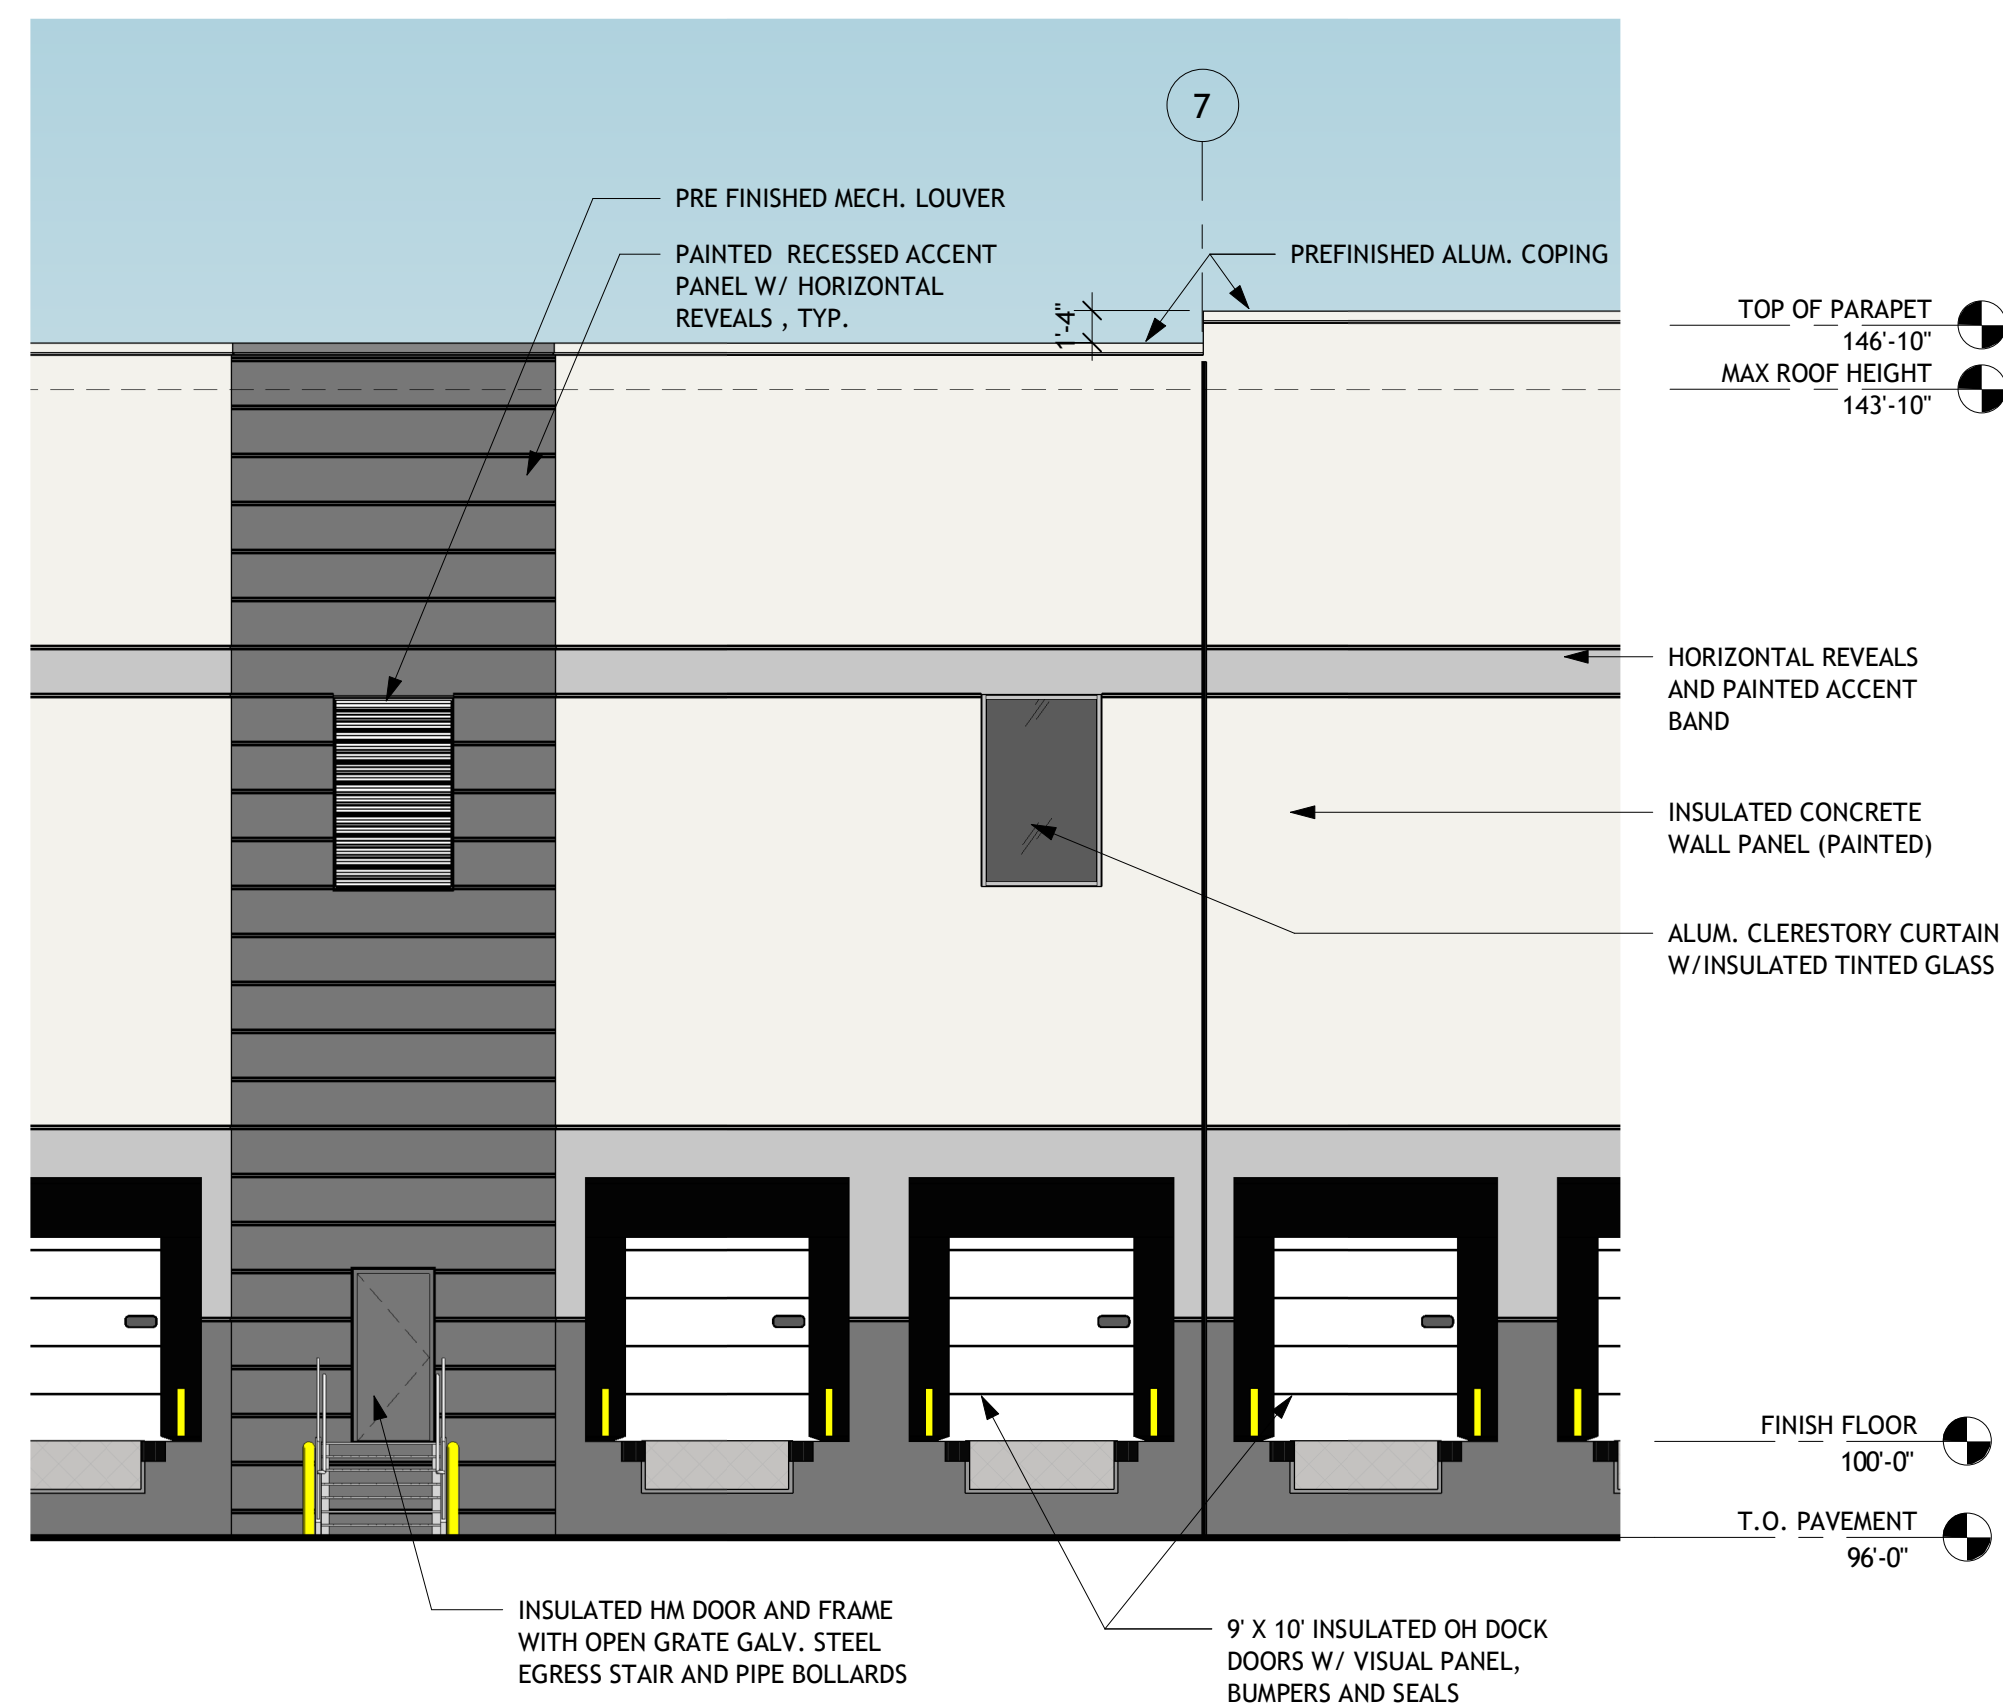 7
PRE FINISHED MECH. LOUVER
PAINTED  RECESSED ACCENT
PANEL W/ HORIZONTAL
REVEALS , TYP.
PREFINISHED ALUM. COPING
1'-4"
TOP OF PARAPET
146'-10"
MAX ROOF HEIGHT
143'-10"
HORIZONTAL REVEALS
AND PAINTED ACCENT
BAND
INSULATED CONCRETE
WALL PANEL (PAINTED)
ALUM. CLERESTORY CURTAIN
W/INSULATED TINTED GLASS
FINISH FLOOR
100'-0"
T.O. PAVEMENT
96'-0"
INSULATED HM DOOR AND FRAME
WITH OPEN GRATE GALV. STEEL
EGRESS STAIR AND PIPE BOLLARDS
9' X 10' INSULATED OH DOCK
DOORS W/ VISUAL PANEL,
BUMPERS AND SEALS